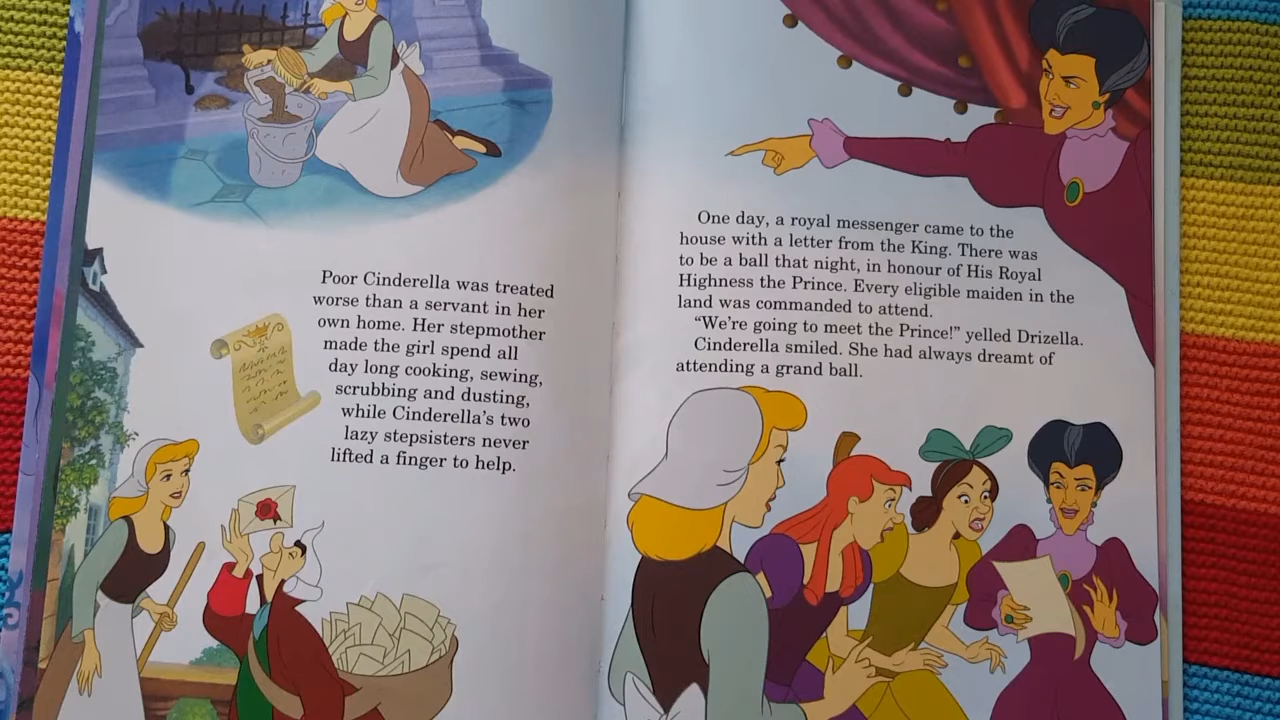 Poor Cinderella was treated
worse than a servant in her
own home. Her stepmother
made the girl spend all
day long cooking, sewing,
scrubbing and dusting,
while Cinderella's two
lazy stepsisters never
lifted a finger to help.
One day, a royal messenger came to the
house with a letter from the King. There was
to be a ball that night, in honour of His Royal
Highness the Prince. Every eligible maiden in the
land was commanded to attend.
"We're going to meet the Prince!" yelled Drizella.
Cinderella smiled. She had always dreamt of
attending a grand ball.